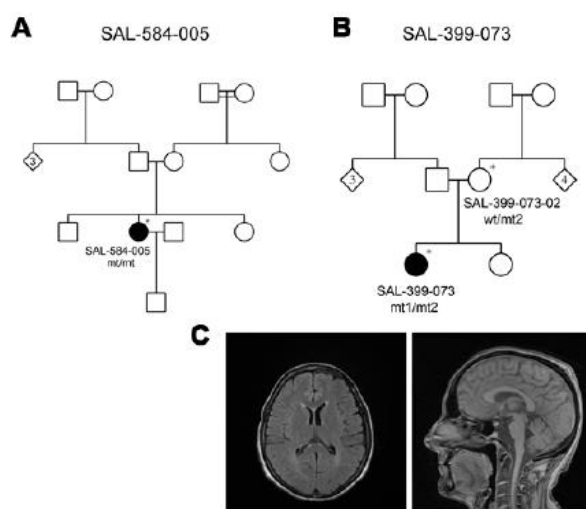 A
SAL-584-005
3
*
SAL-584-005
mt/mt
B
SAL-399-073
3
4
*
SAL-399-073-02
wt/mt2
*
SAL-399-073
mt1/mt2
C